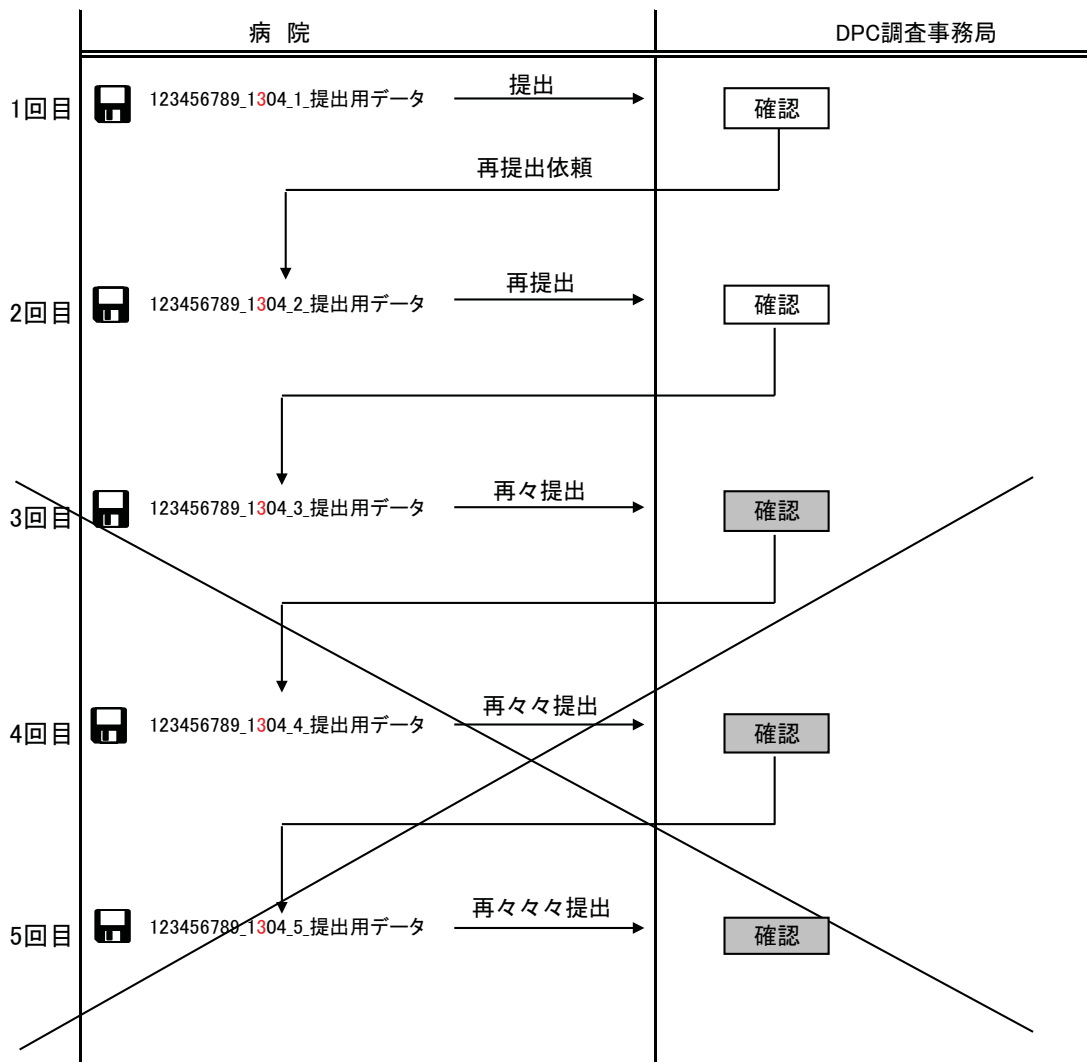 病 院
DPC調査事務局
1回目
123456789_1304_1_提出用データ
提出
確認
再提出依頼
2回目
123456789_1304_2_提出用データ
再提出
確認
3回目
123456789_1304_3_提出用データ
再々提出
確認
4回目
123456789_1304_4_提出用データ
再々々提出
確認
5回目
123456789_1304_5_提出用データ
再々々々提出
確認